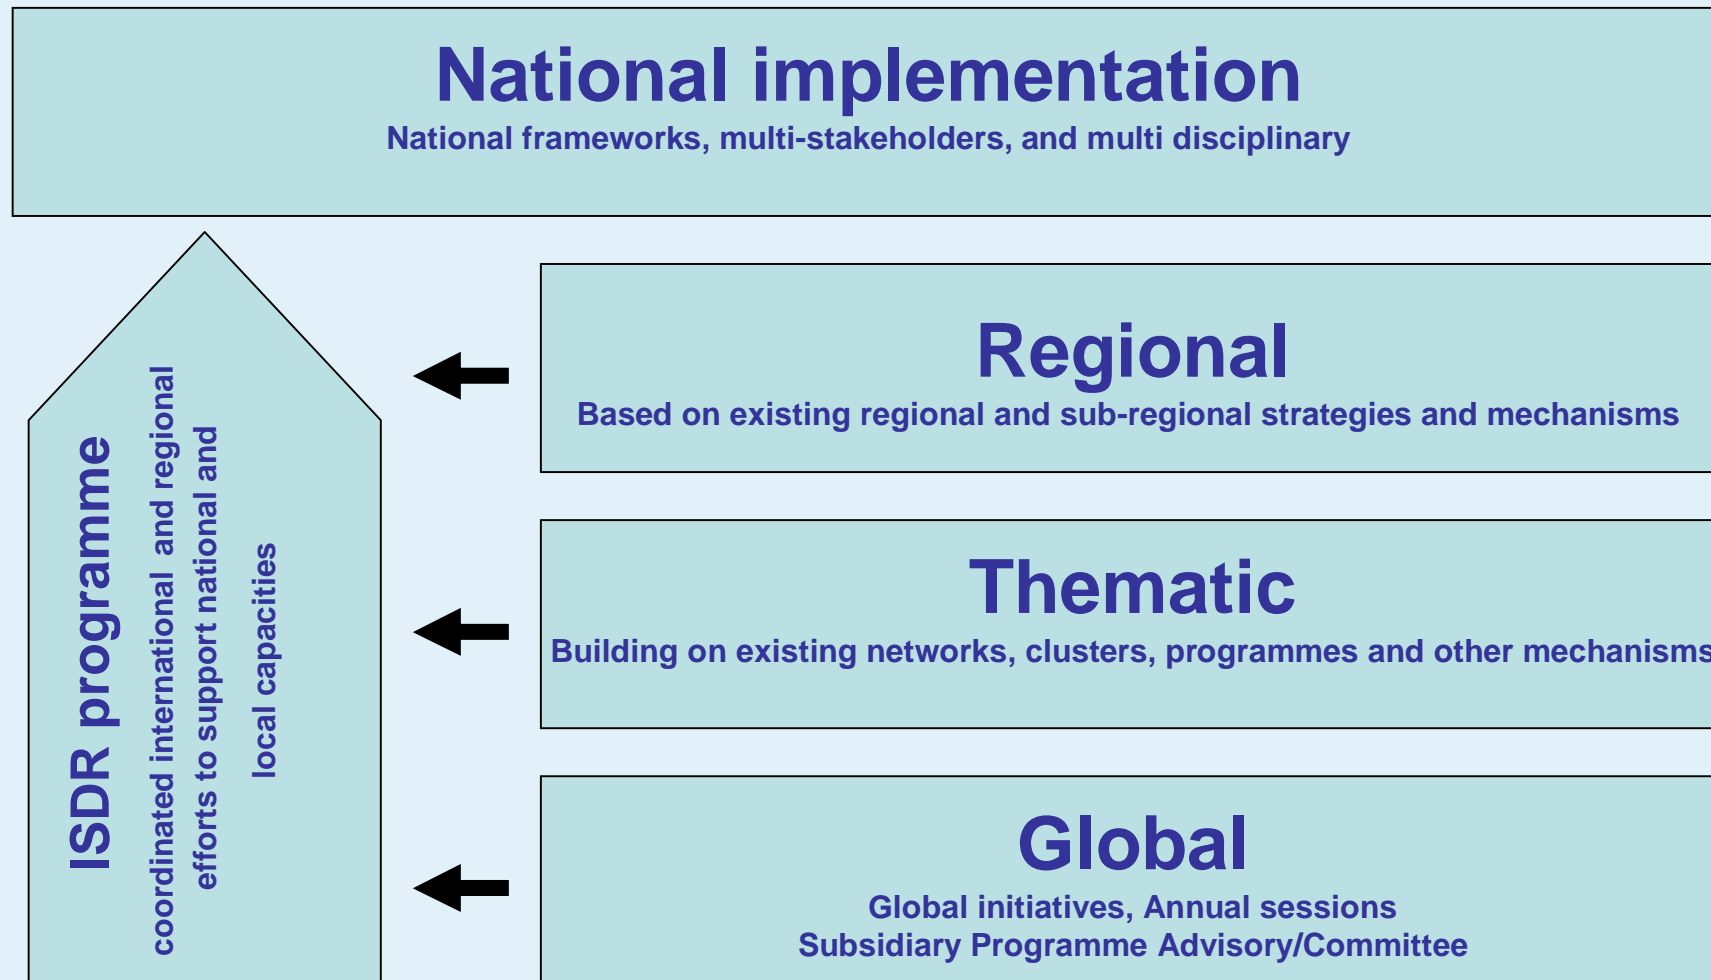 National implementation
National frameworks, multi-stakeholders, and multi disciplinary
ISDR programme
coordinated international and regional
efforts to support national and
local capacities
Regional
Based on existing regional and sub-regional strategies and mechanisms
Thematic
Building on existing networks, clusters, programmes and other mechanisms
Global
Global initiatives, Annual sessions
Subsidiary Programme Advisory/Committee